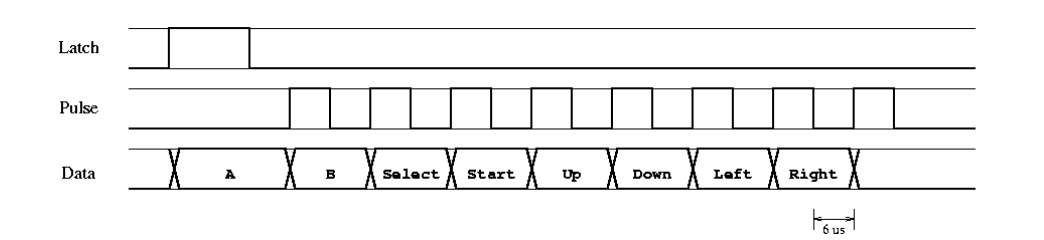 Latch
Pulse
Data A B Select Start Up Down Left Right
6 us